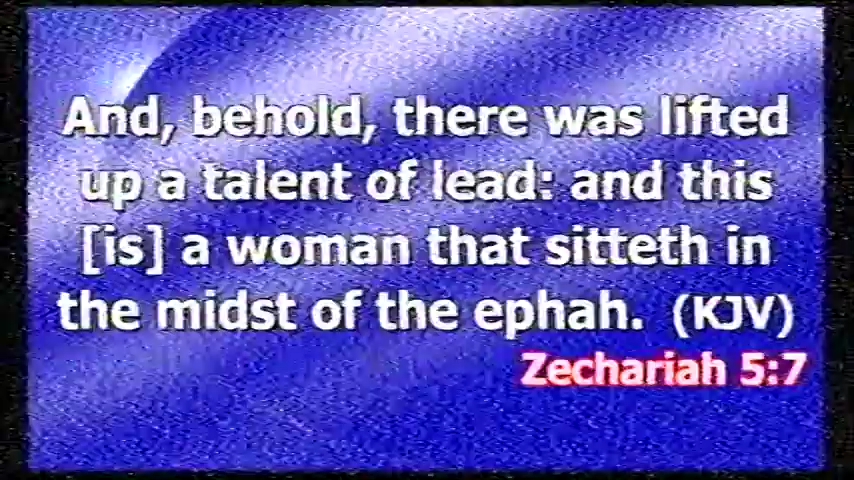 And, behold, there was lifted
up a talent of lead: and this
[is] a woman that sitteth in
the midst of the ephah. (KJV)
Zechariah 5:7